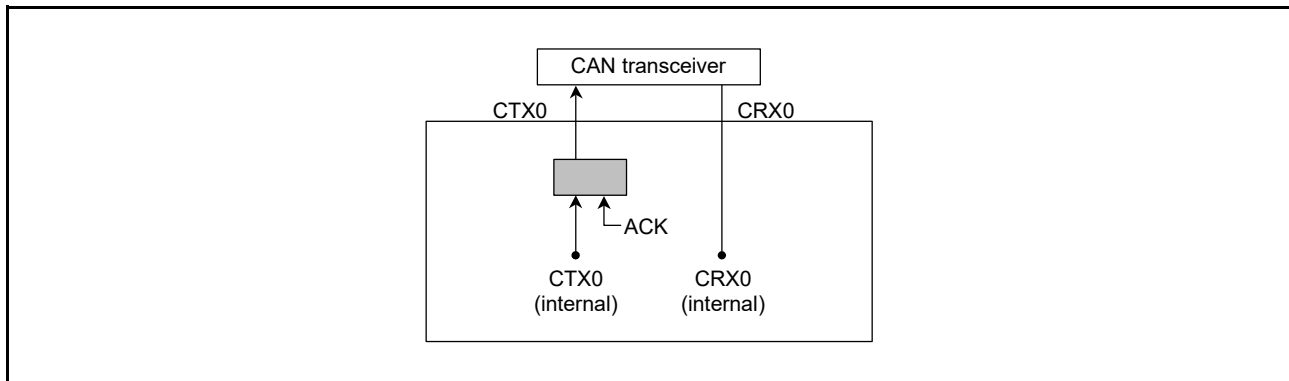 CAN transceiver
CTX0
CRX0
ACK
CTX0
(internal)
CRX0
(internal)